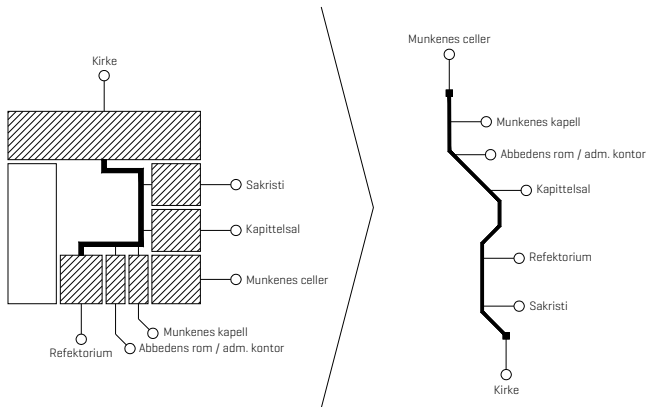 Kirke
Sakristi
Kapittelsal
Munkenes celler
Munkenes kapell
Abbedens rom / adm. kontor
Refektorium
Munkenes celler
Munkenes kapell
Abbedens rom / adm. kontor
Kapittelsal
Refektorium
Sakristi
Kirke